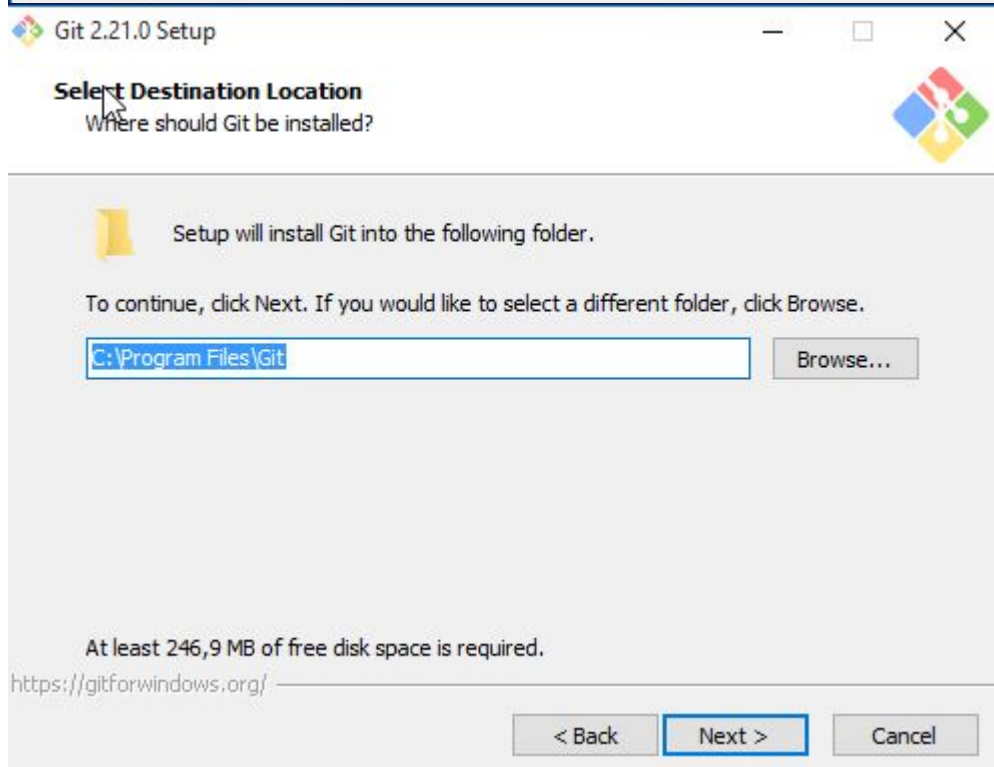 Git 2.21.0 Setup
Select Destination Location
Where should Git be installed?
Setup will install Git into the following folder.
To continue, click Next. If you would like to select a different folder, click Browse.
C:\Program Files\Git
Browse...
At least 246,9 MB of free disk space is required.
https://gitforwindows.org/
< Back
Next >
Cancel